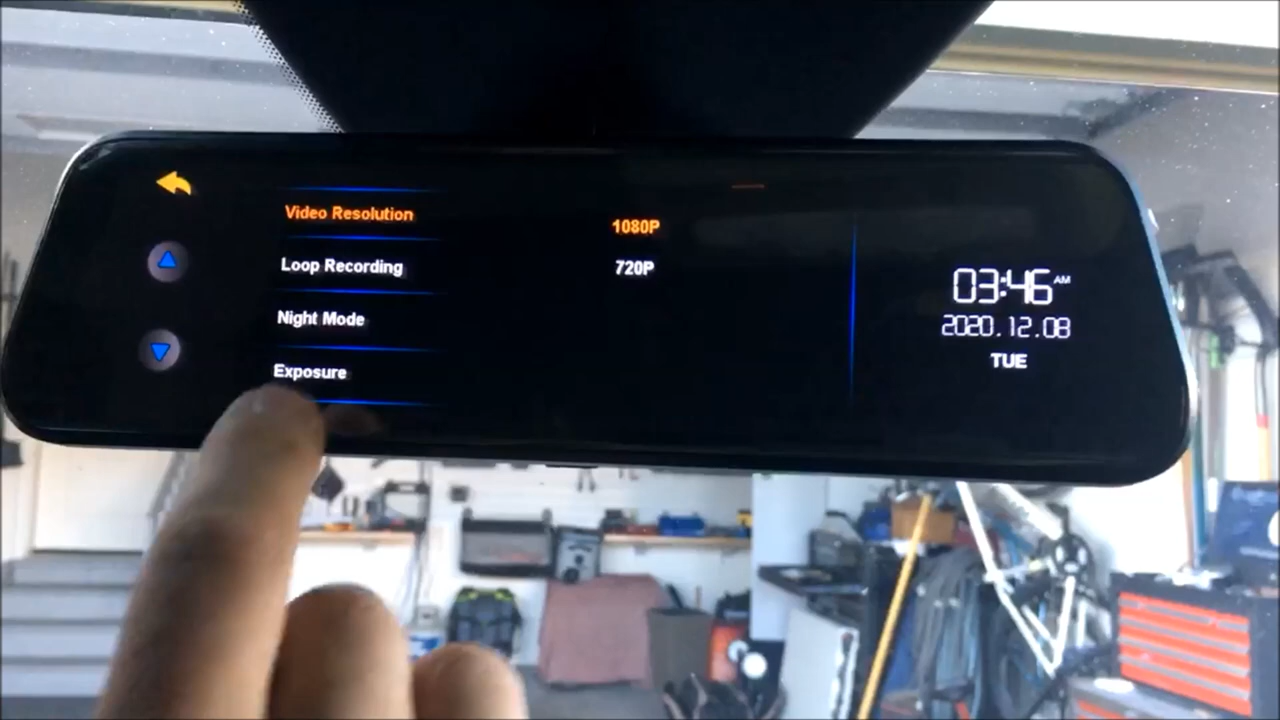 Video Resolution
1080P
Loop Recording
720P
Night Mode
Exposure
03:46 AM
2020.12.08
TUE